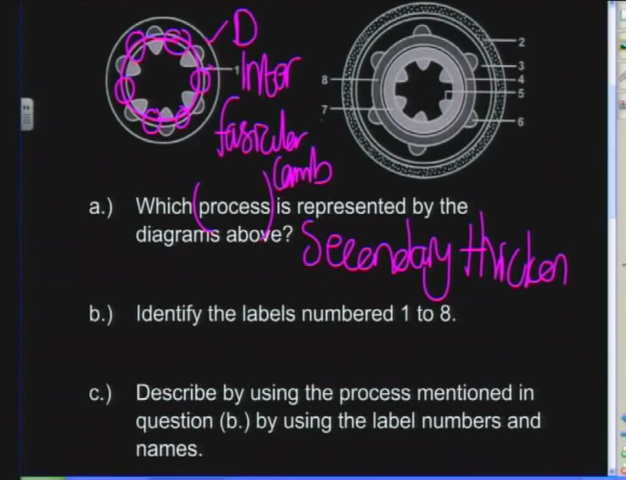 D
1
Inter
fasicular
Camb
2
3
4
5
6
8
7
a.) Which (process) is represented by the
diagrams above? Secondary thicken
b.) Identify the labels numbered 1 to 8.
c.) Describe by using the process mentioned in
question (b.) by using the label numbers and
names.